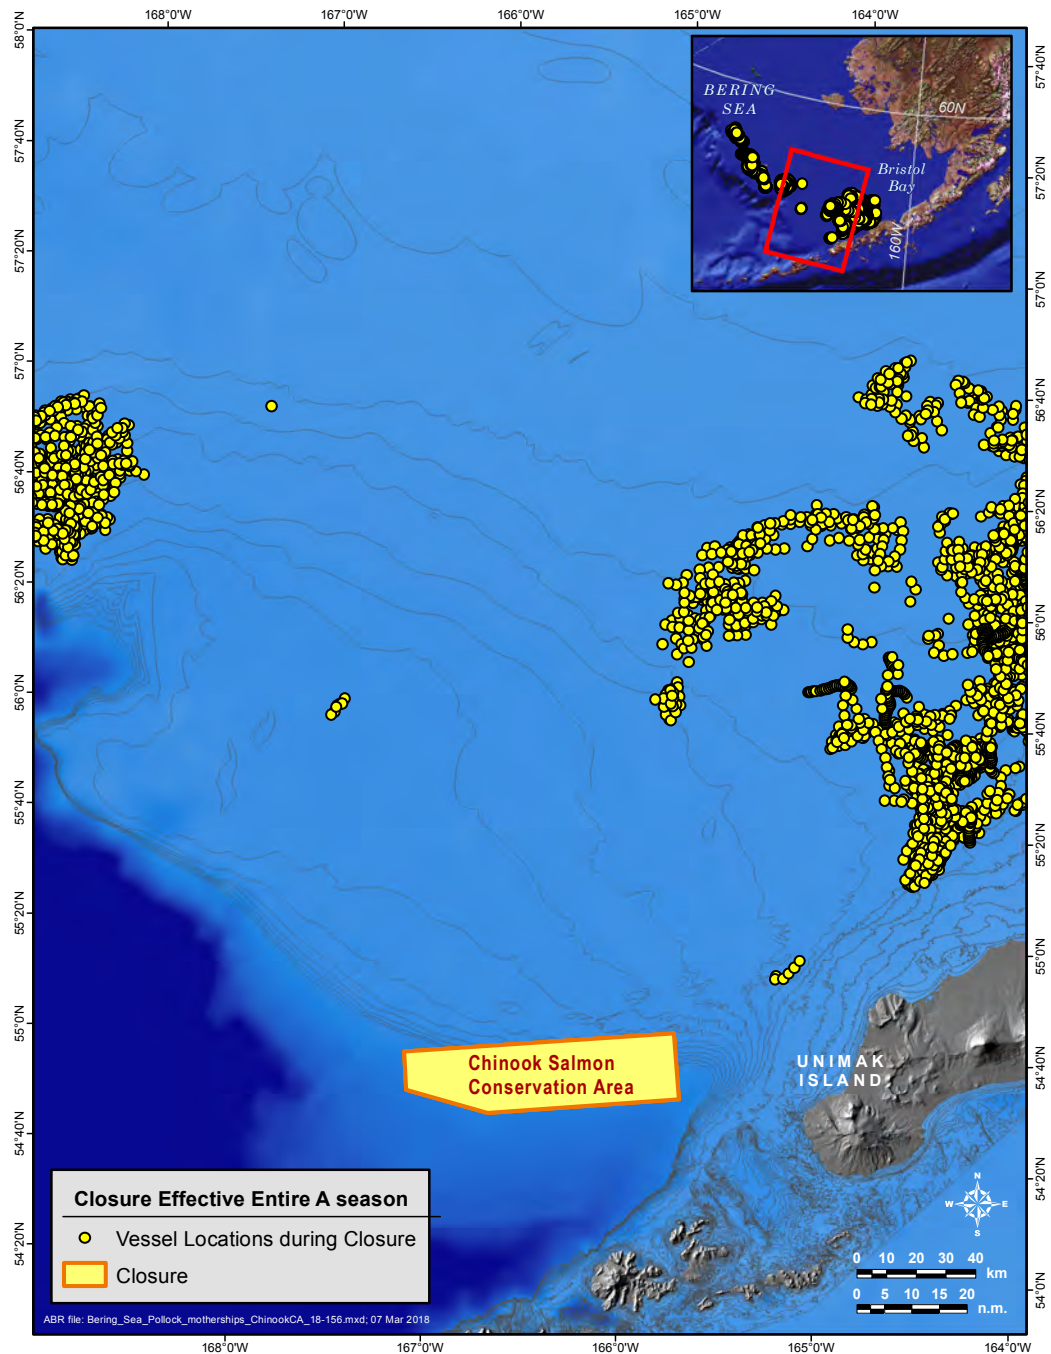 168°0'W
167°0'W
166°0'W
165°0'W
164°0'W
58°0'N
57°40'N
57°20'N
57°0'N
56°40'N
56°20'N
56°0'N
55°40'N
55°20'N
55°0'N
54°40'N
54°20'N
57°40'N
57°20'N
57°0'N
56°40'N
56°20'N
56°0'N
55°40'N
55°20'N
55°0'N
54°40'N
54°20'N
54°0'N
BERING
SEA
60N
Bristol
Bay
160W
Chinook Salmon
Conservation Area
UNIMAK
ISLAND
Closure Effective Entire A season
Vessel Locations during Closure
Closure
ABR file: Bering_Sea_Pollock_motherships_ChinookCA_18-156.mxd; 07 Mar 2018
N
W E
S
0 10 20 30 40
km
0 5 10 15 20
n.m.
168°0'W
167°0'W
166°0'W
165°0'W
164°0'W